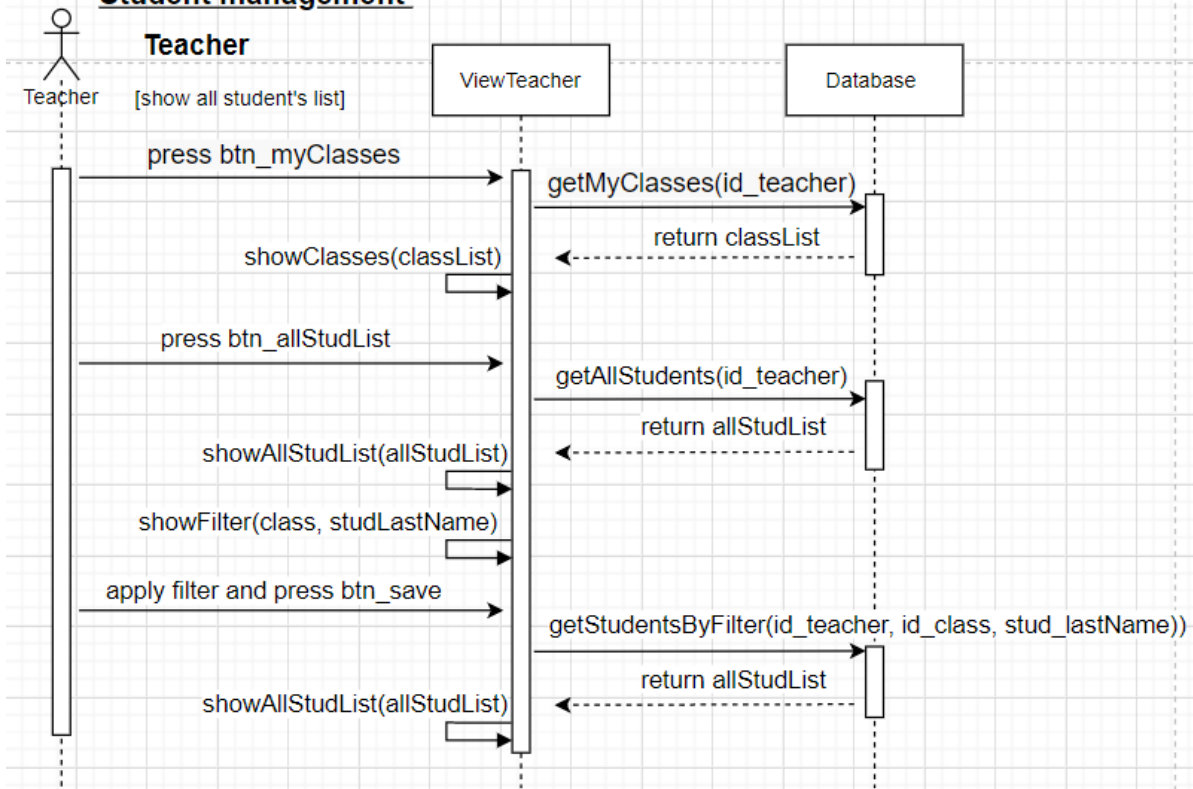 Student management
Teacher
Teacher
[show all student's list]
ViewTeacher
Database
press btn_myClasses
getMyClasses(id_teacher)
return classList
showClasses(classList)
press btn_allStudList
getAllStudents(id_teacher)
return allStudList
showAllStudList(allStudList)
showFilter(class, studLastName)
apply filter and press btn_save
getStudentsByFilter(id_teacher, id_class, stud_lastName))
return allStudList
showAllStudList(allStudList)